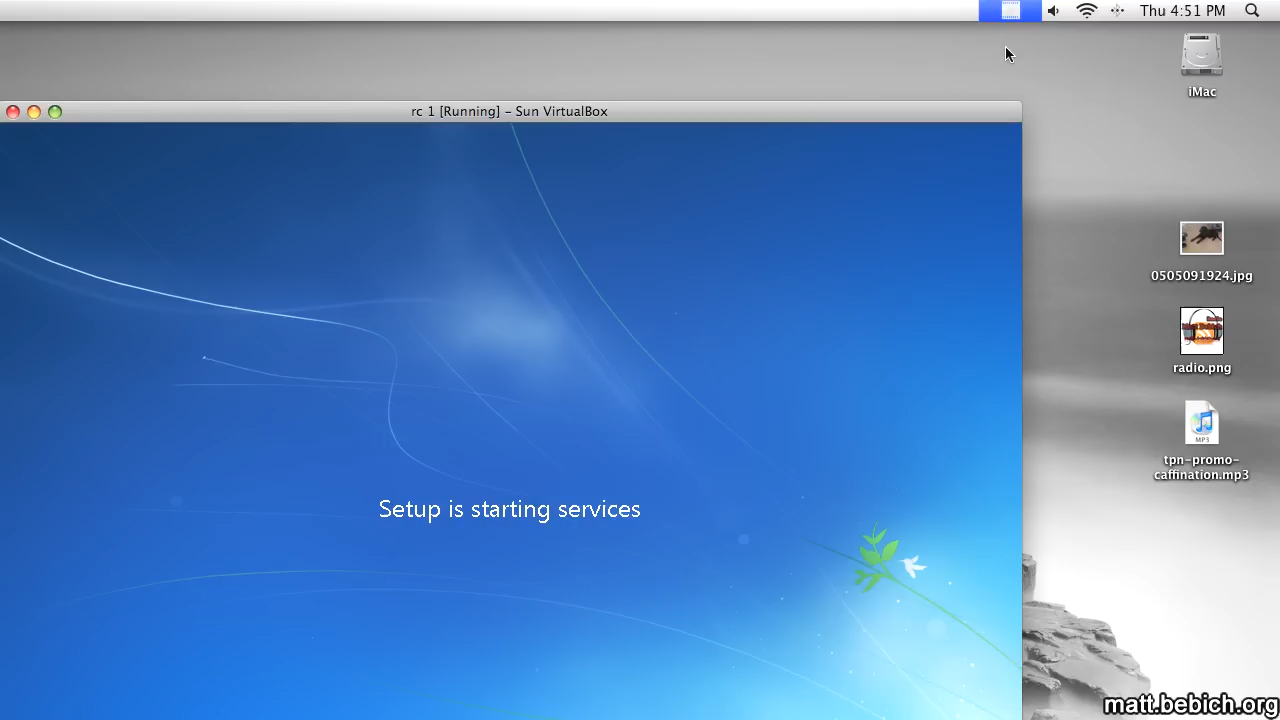 Thu 4:51 PM
iMac
rc 1 [Running] – Sun VirtualBox
0505091924.jpg
radio.png
MP3
tpn-promo-
caffination.mp3
Setup is starting services
matt.bebich.org